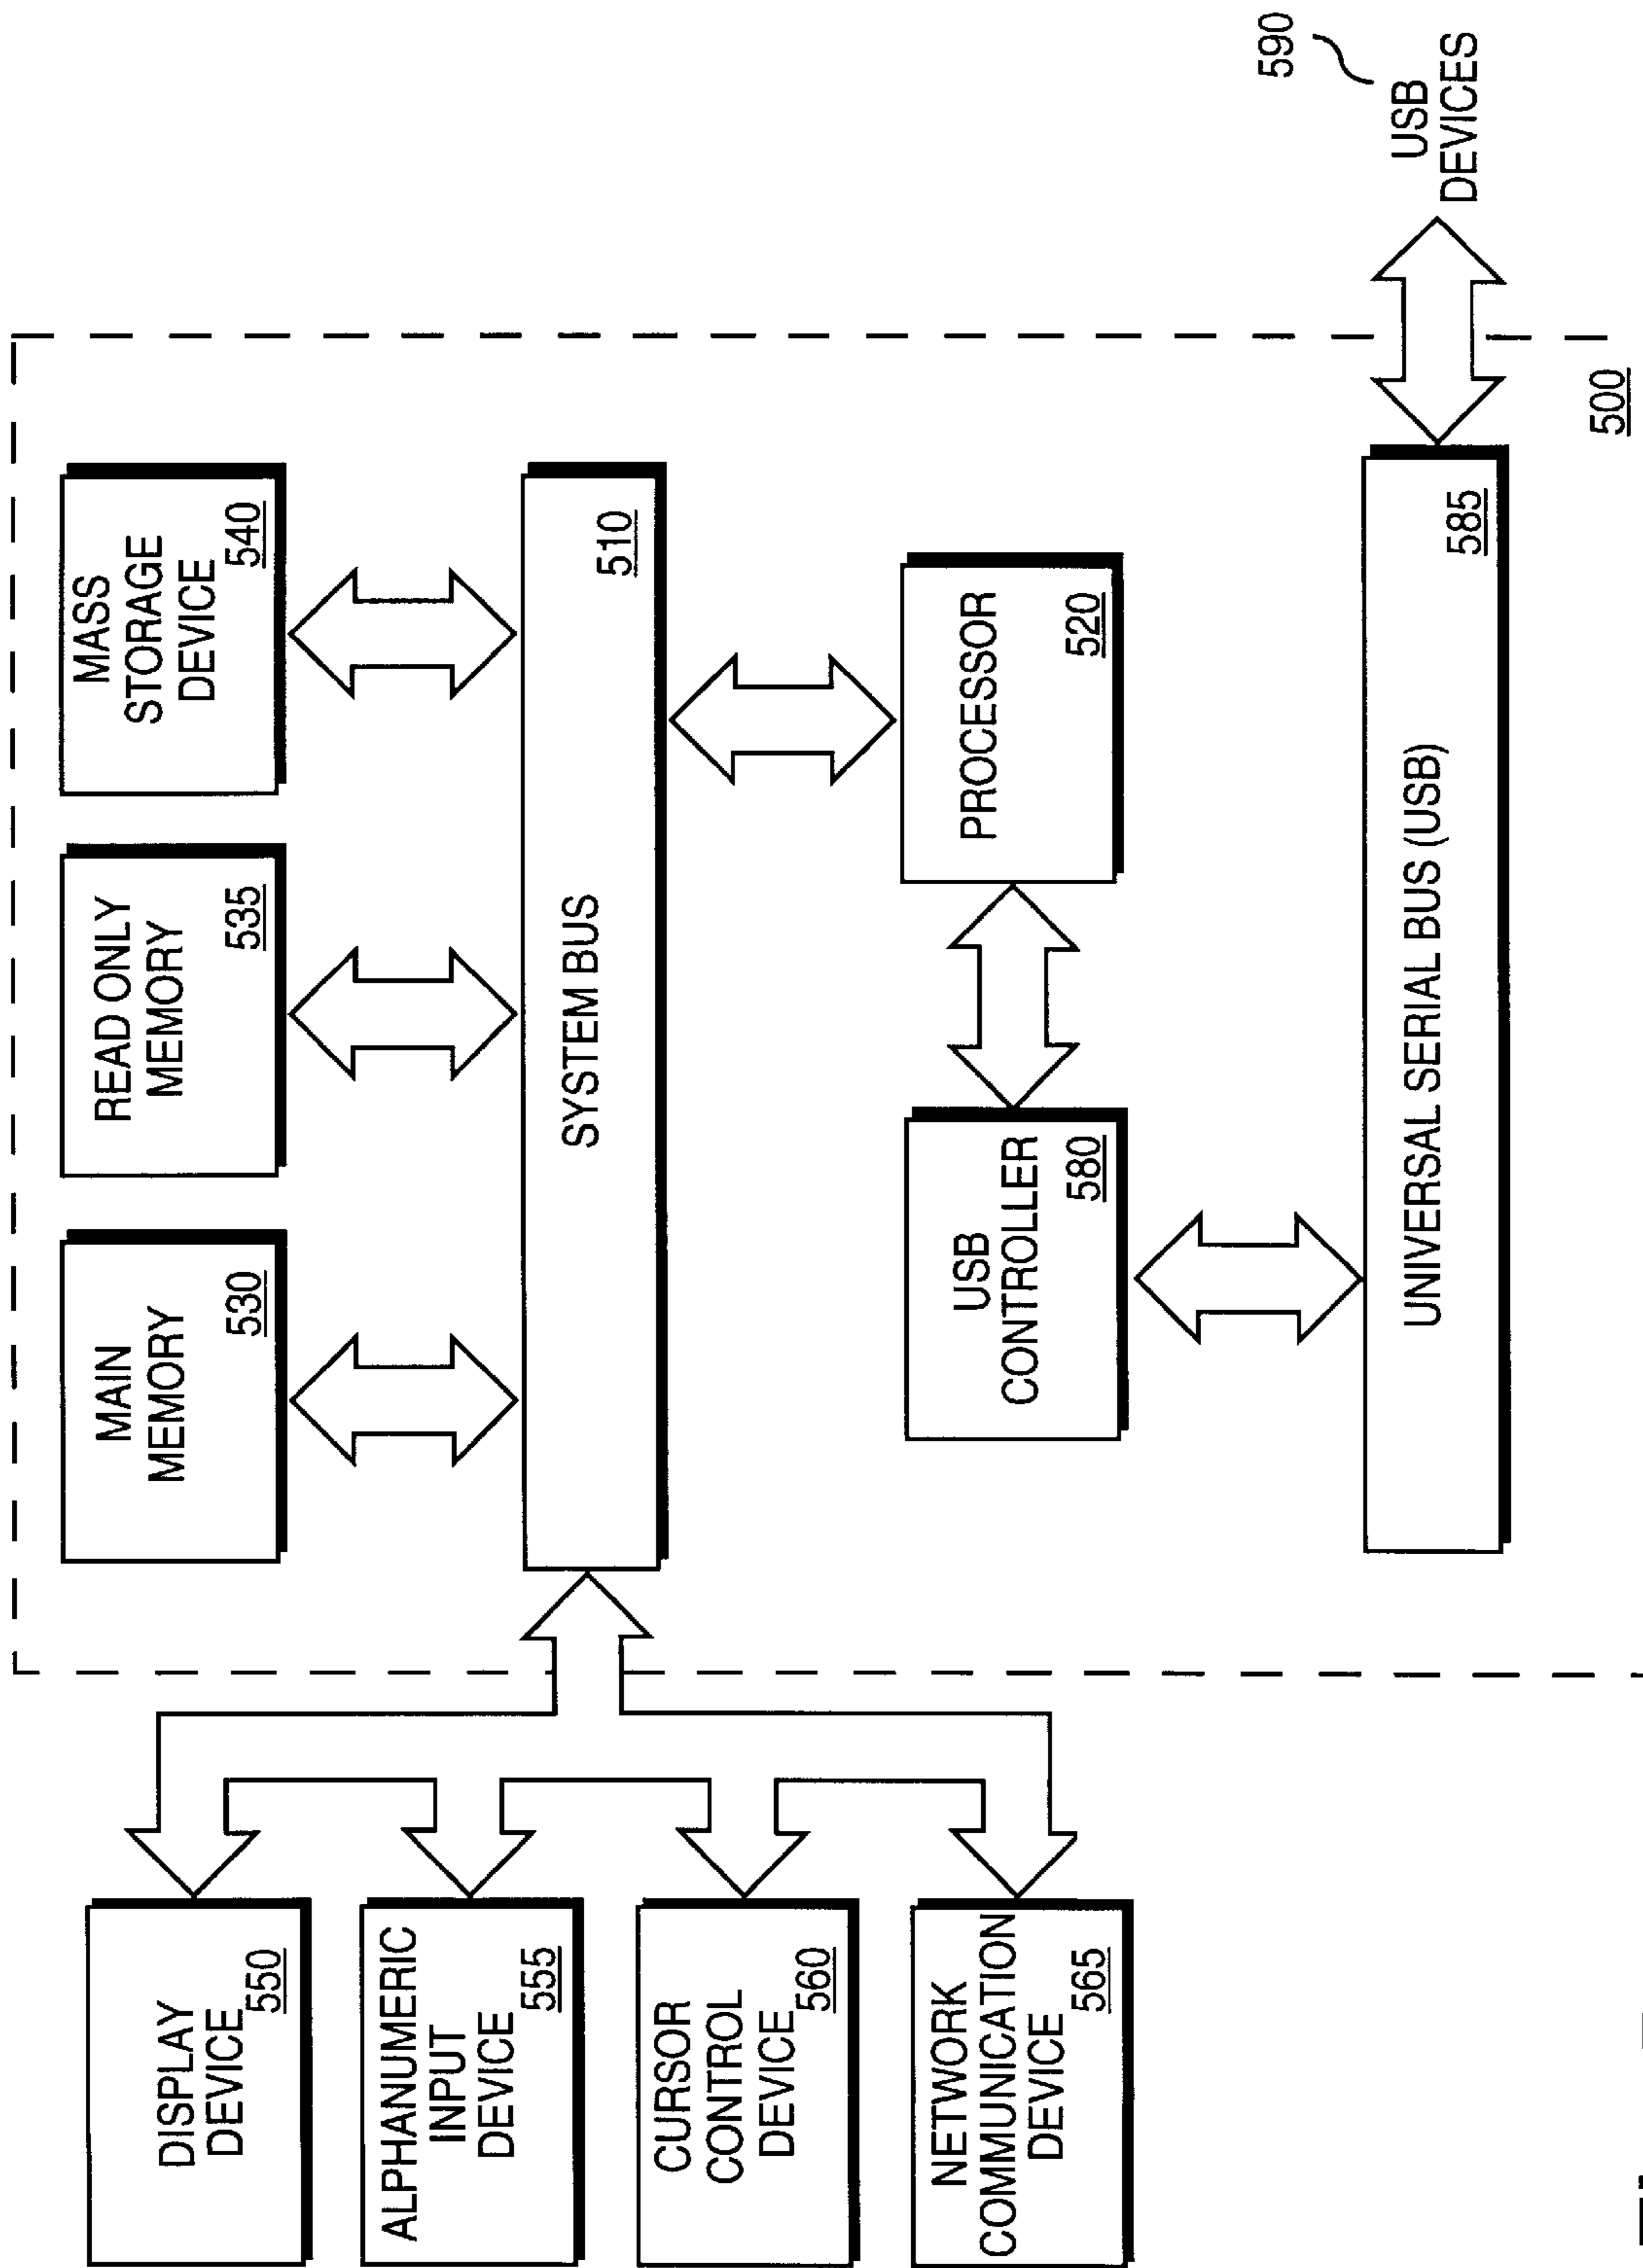 MAIN
MEMORY
530
READ ONLY
MEMORY
535
MASS
STORAGE
DEVICE
540
DISPLAY
DEVICE
550
ALPHANUMERIC
INPUT
DEVICE
555
CURSOR
CONTROL
DEVICE
560
NETWORK
COMMUNICATION
DEVICE
565
SYSTEM BUS
510
USB
CONTROLLER
580
PROCESSOR
520
UNIVERSAL SERIAL BUS (USB)
585
590
USB
DEVICES
500